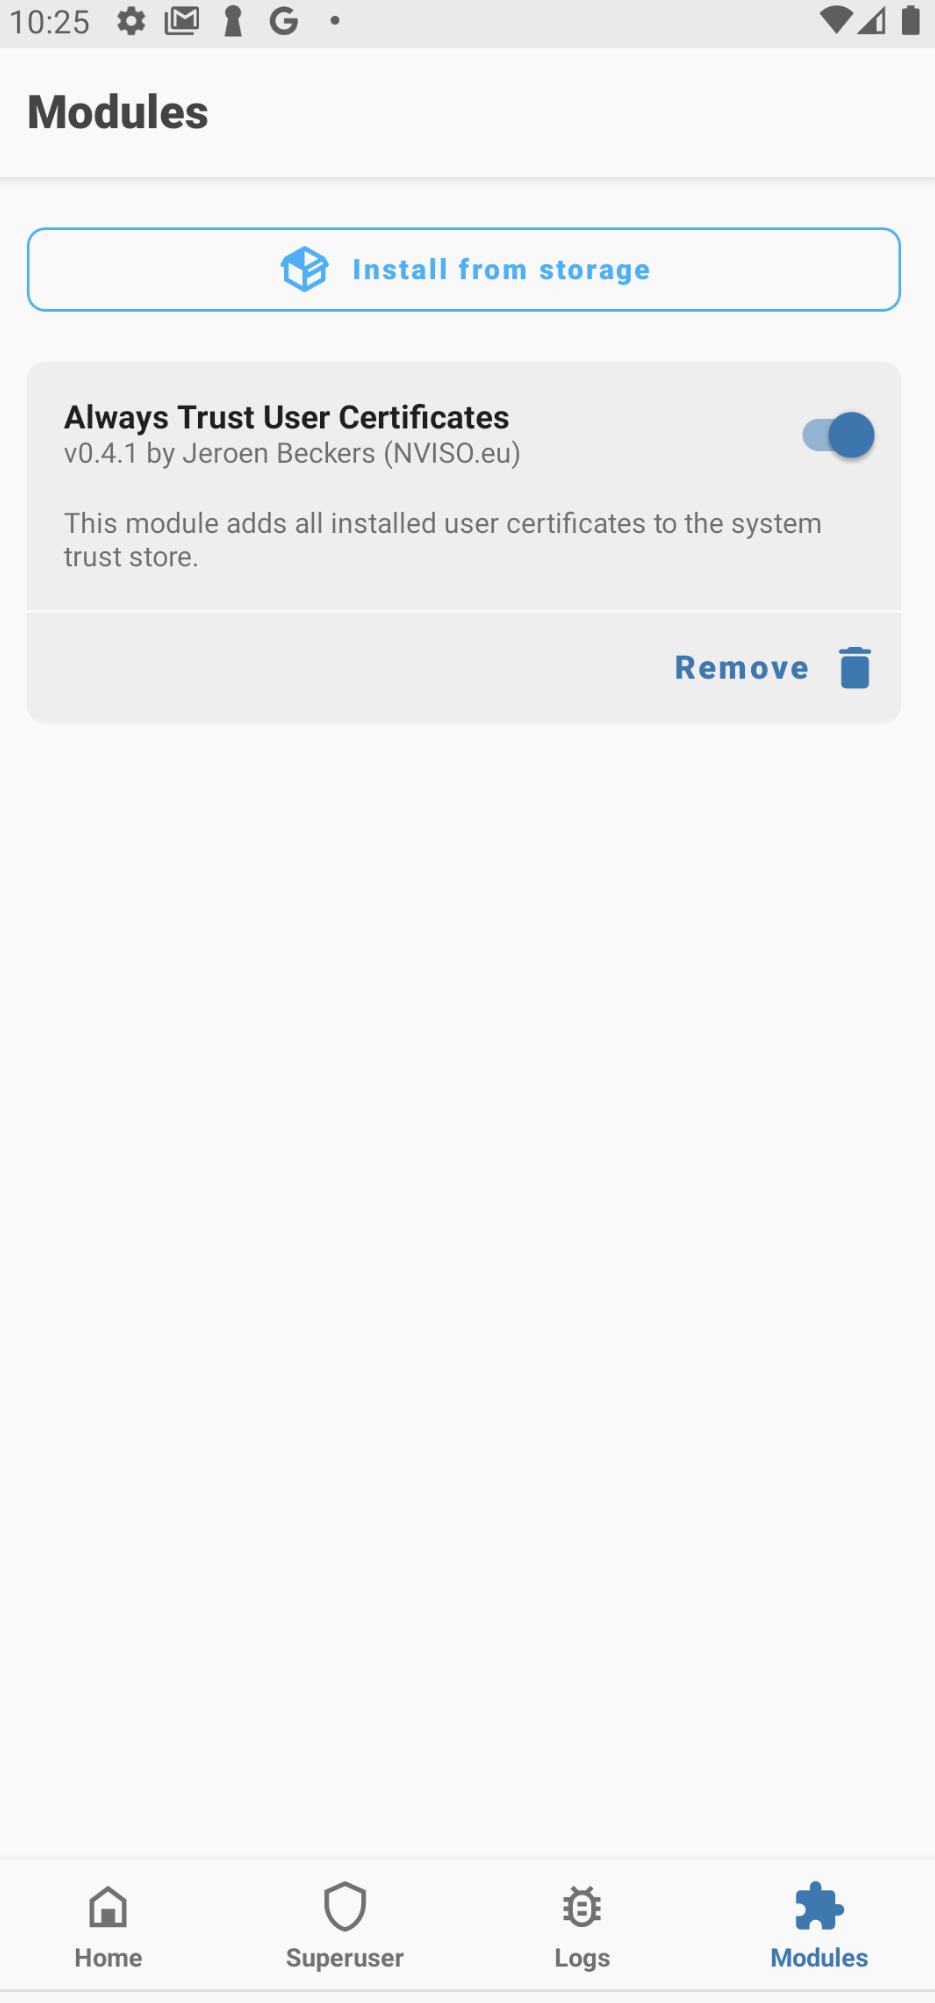 10:25
Modules
Install from storage
Always Trust User Certificates
v0.4.1 by Jeroen Beckers (NVISO.eu)
This module adds all installed user certificates to the system
trust store.
Remove
Home
Superuser
Logs
Modules